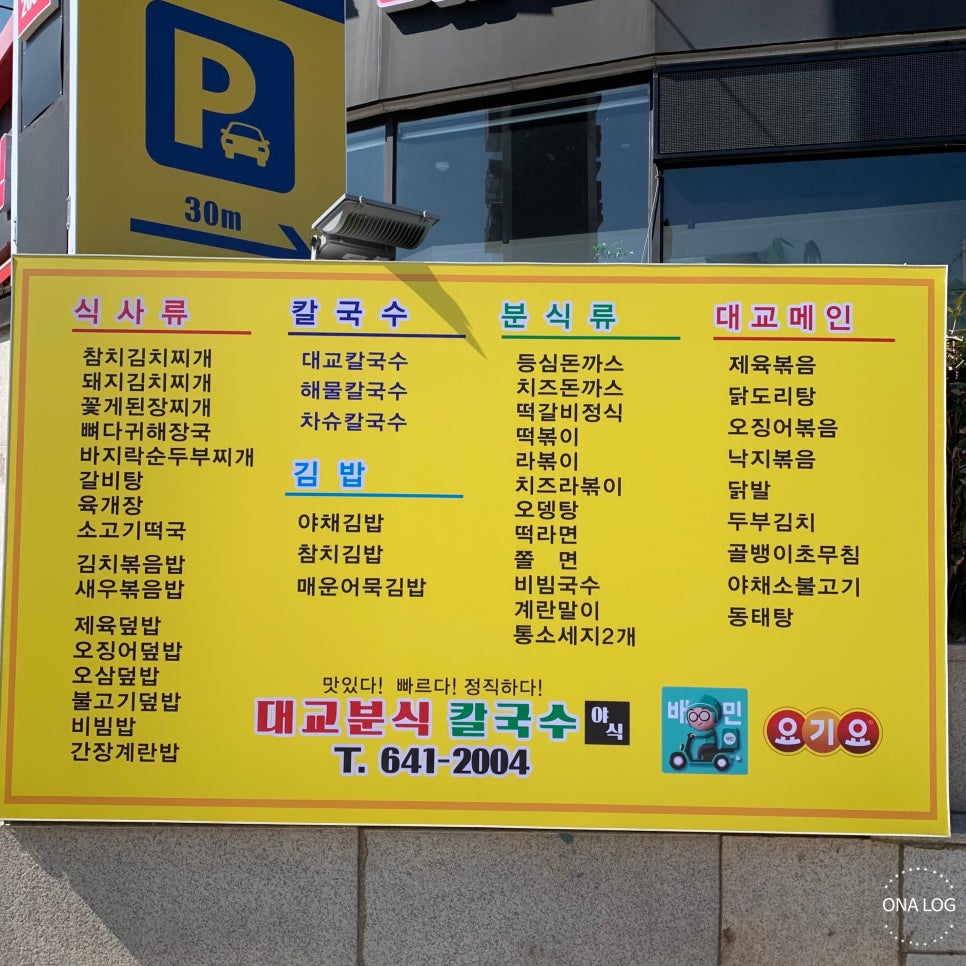 P
30m
식사류
참치김치찌개
돼지김치찌개
꽃게된장찌개
뼈다귀해장국
바지락순두부찌개
갈비탕
육개장
소고기떡국
김치볶음밥
새우볶음밥
제육덮밥
오징어덮밥
오삼덮밥
불고기덮밥
비빔밥
간장계란밥
칼국수
대교칼국수
해물칼국수
차슈칼국수
김밥
야채김밥
참치김밥
매운어묵김밥
분식류
등심돈까스
치즈돈까스
떡갈비정식
떡볶이
라볶이
치즈라볶이
오뎅탕
떡라면
쫄 면
비빔국수
계란말이
통소세지2개
대교메인
제육볶음
닭도리탕
오징어볶음
낙지볶음
닭발
두부김치
골뱅이초무침
야채소불고기
동태탕
맛있다! 빠르다! 정직하다!
대교분식 칼국수 야식
T. 641-2004
배민
요기요
ONA LOG